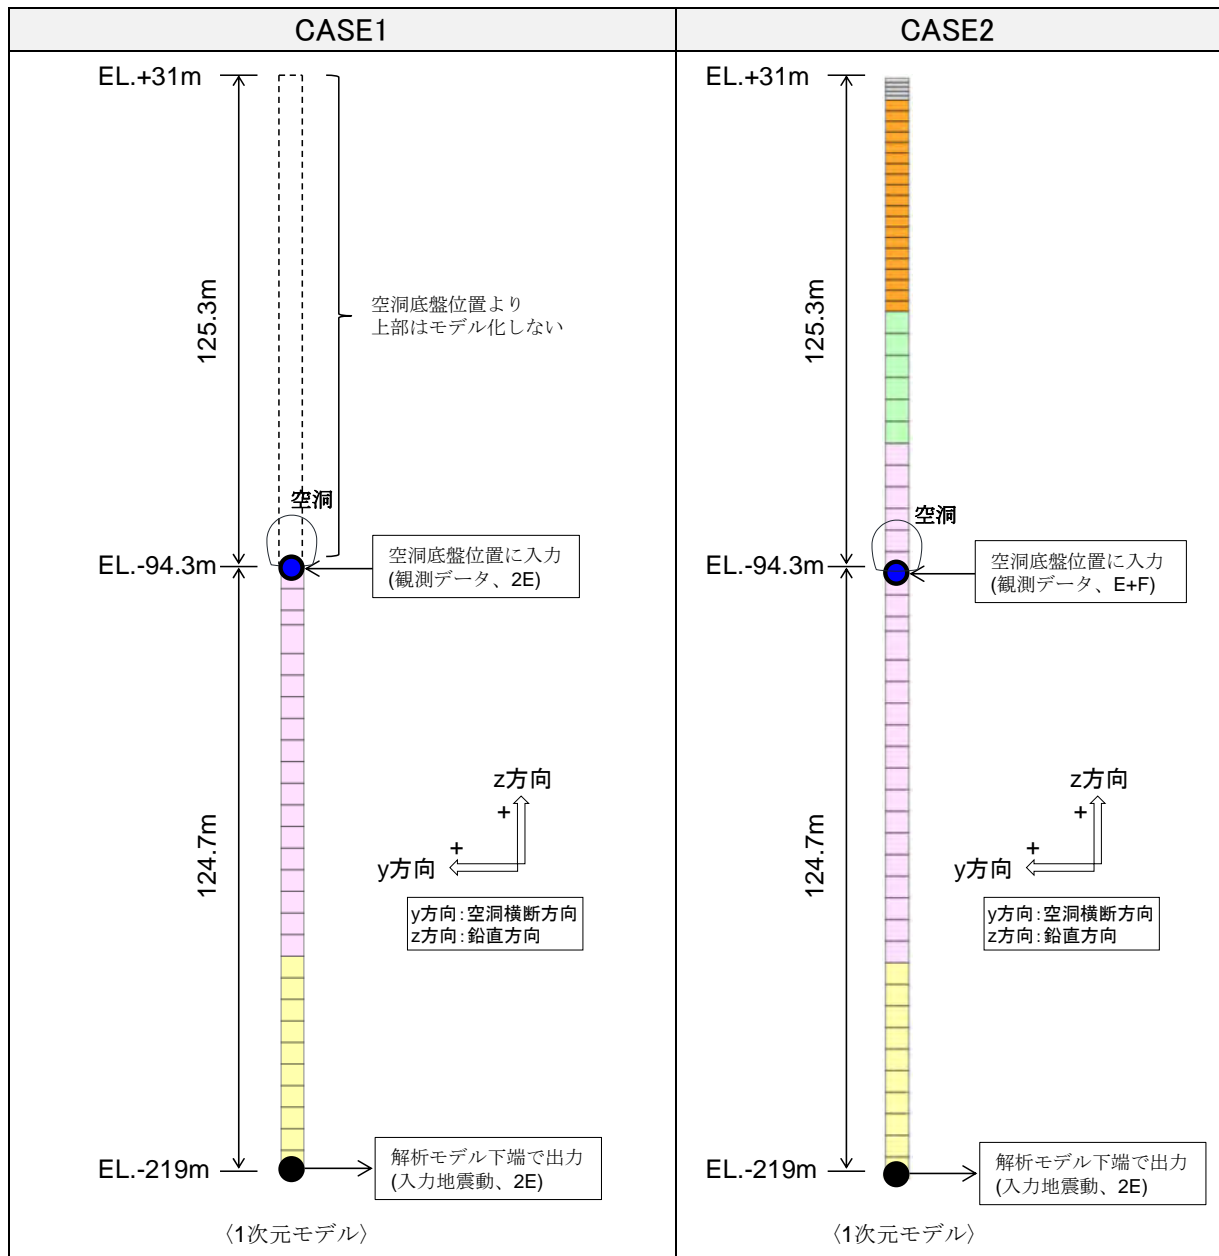 CASE1
EL.+31m
125.3m
空洞底盤位置より
上部はモデル化しない
空洞
EL.-94.3m
空洞底盤位置に入力
(観測データ、2E)
124.7m
z方向
+
+
y方向
y方向:空洞横断方向
z方向:鉛直方向
EL.-219m
解析モデル下端で出力
(入力地震動、2E)
〈1次元モデル〉
CASE2
EL.+31m
125.3m
空洞
EL.-94.3m
空洞底盤位置に入力
(観測データ、E+F)
124.7m
z方向
+
+
y方向
y方向:空洞横断方向
z方向:鉛直方向
EL.-219m
解析モデル下端で出力
(入力地震動、2E)
〈1次元モデル〉